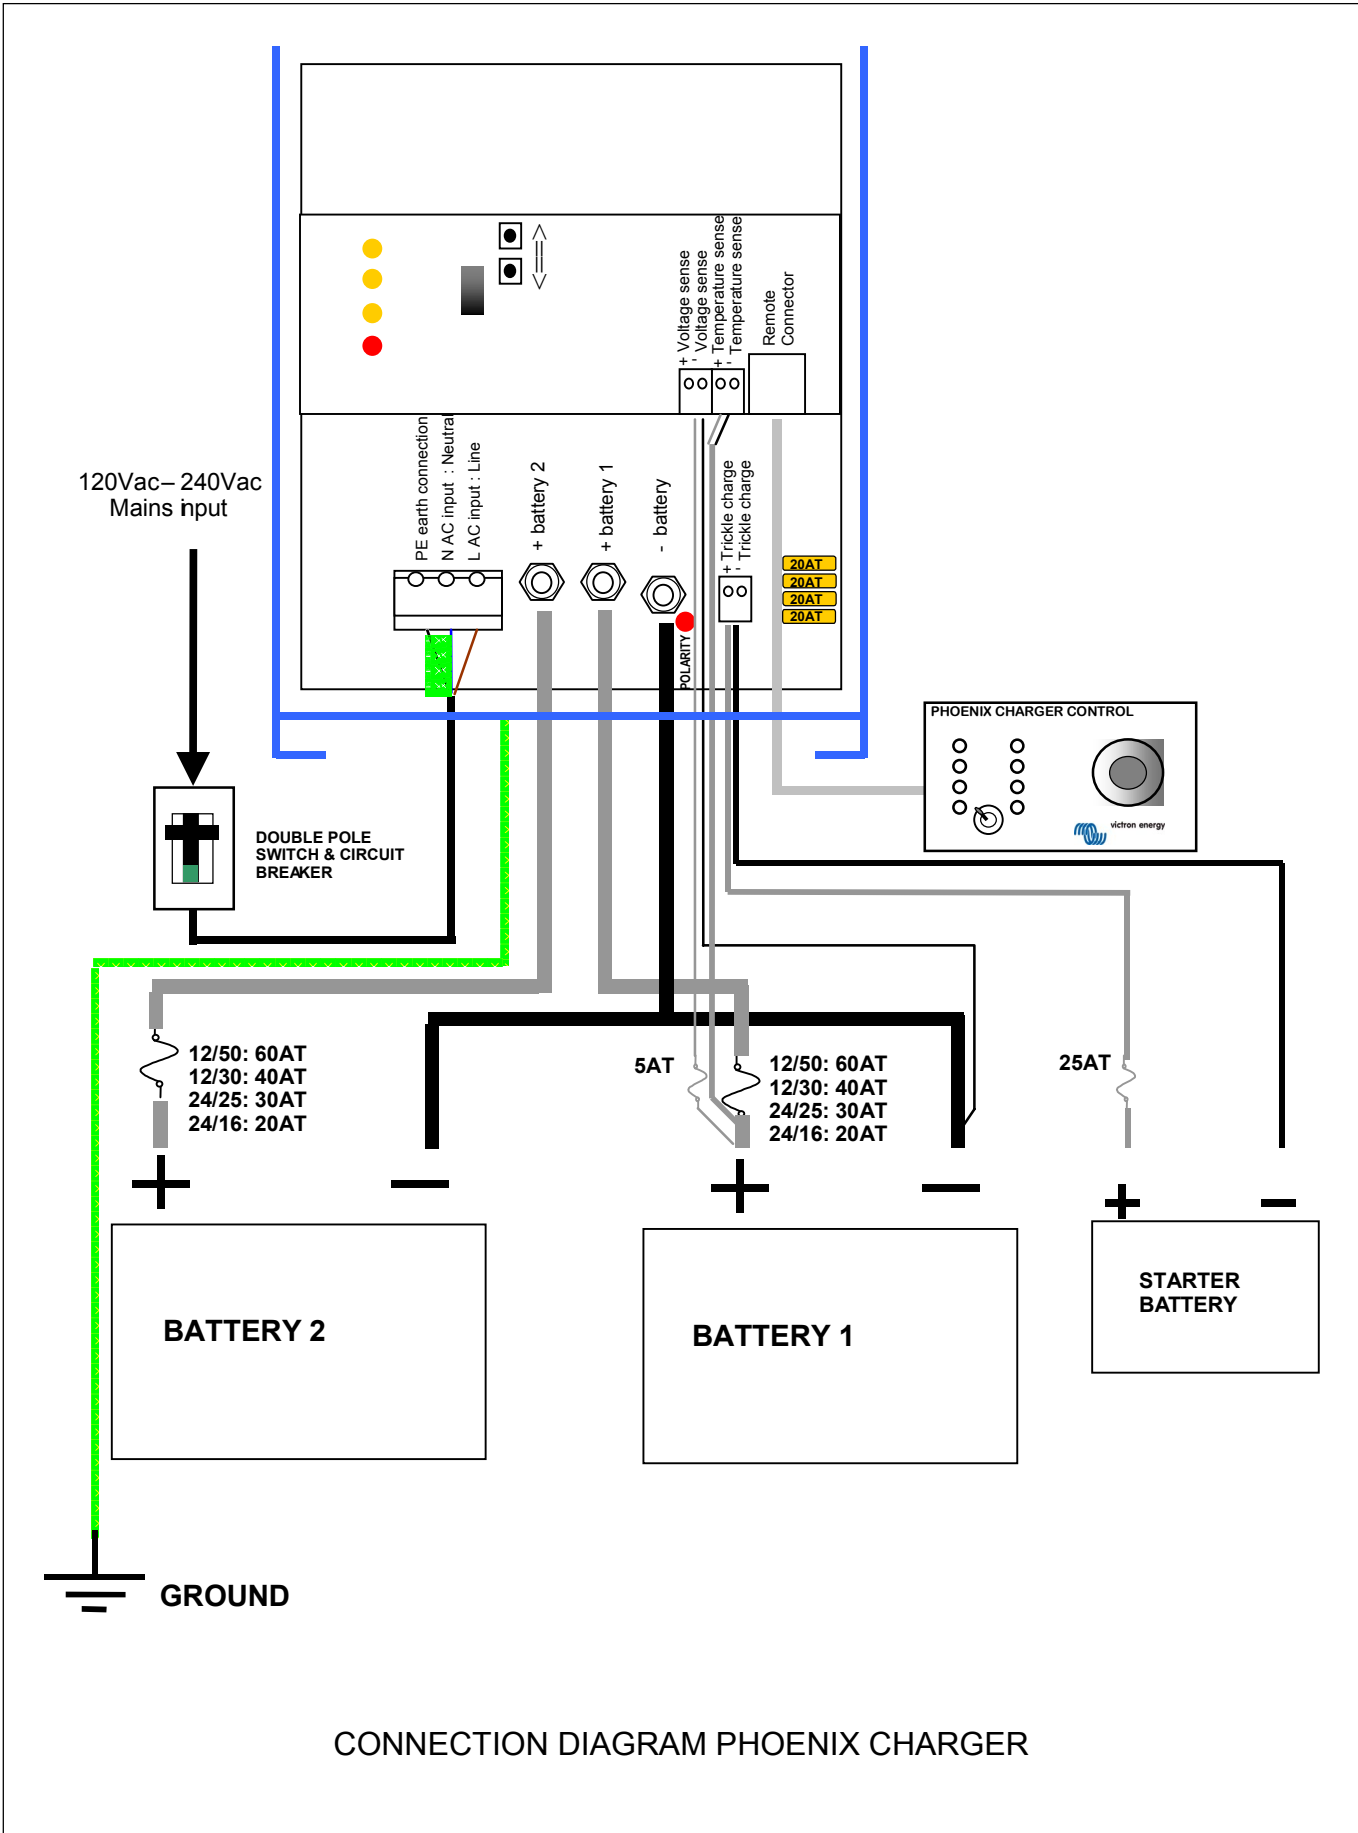 + Voltage sense
- Voltage sense
+ Temperature sense
- Temperature sense
Remote
Connector
<==>
PE earth connection
N AC input : Neutral
L AC input : Line
+ battery 2
+ battery 1
- battery
+ Trickle charge
- Trickle charge
120Vac– 240Vac
Mains input
20AT
20AT
20AT
20AT
POLARITY
PHOENIX CHARGER CONTROL
victron energy
DOUBLE POLE
SWITCH & CIRCUIT
BREAKER
12/50: 60AT
12/30: 40AT
24/25: 30AT
24/16: 20AT
5AT
12/50: 60AT
12/30: 40AT
24/25: 30AT
24/16: 20AT
25AT
BATTERY 2
BATTERY 1
STARTER
BATTERY
GROUND
CONNECTION DIAGRAM PHOENIX CHARGER